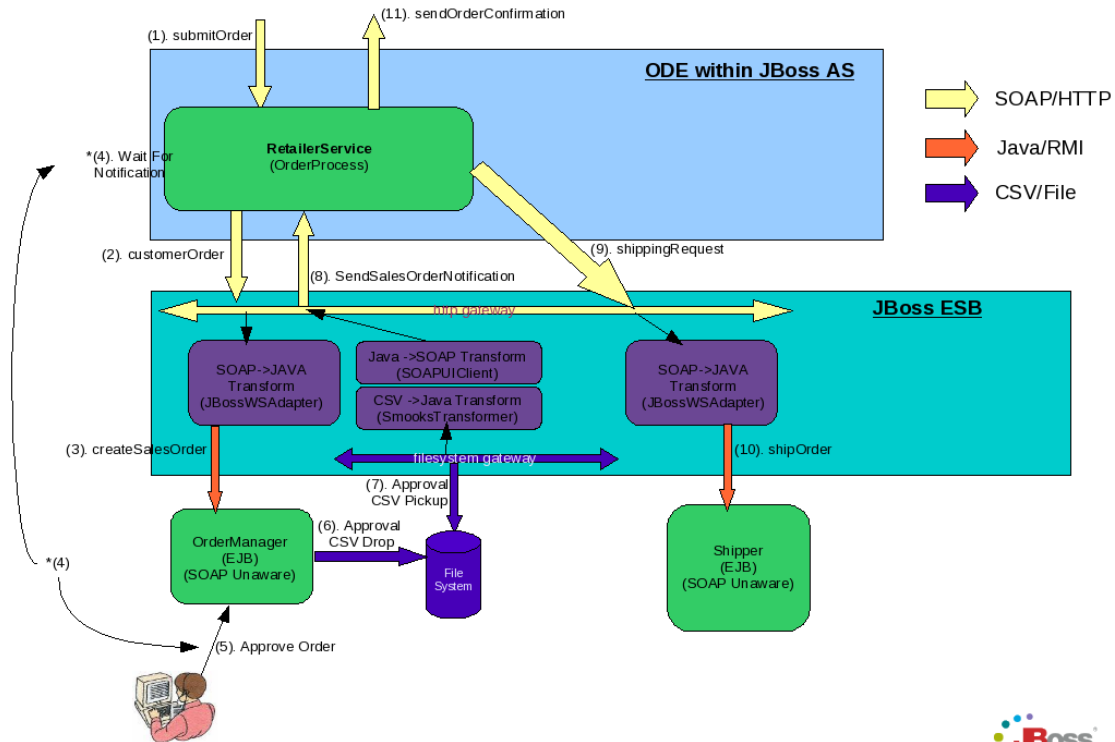 (11). sendOrderConfirmation
(1). submitOrder
ODE within JBoss AS
SOAP/HTTP
Java/RMI
CSV/File
RetailerService
(OrderProcess)
*(4). Wait For
Notification
(2). customerOrder
(8). SendSalesOrderNotification
(9). shippingRequest
JBoss ESB
http gateway
SOAP->JAVA
Transform
(JBossWSAdapter)
Java ->SOAP Transform
(SOAPUIClient)
CSV ->Java Transform
(SmooksTransformer)
SOAP->JAVA
Transform
(JBossWSAdapter)
(3). createSalesOrder
filesystem gateway
(10). shipOrder
(7). Approval
CSV Pickup
(6). Approval
CSV Drop
OrderManager
(EJB)
(SOAP Unaware)
File
System
Shipper
(EJB)
(SOAP Unaware)
*(4)
(5). Approve Order
JBoss